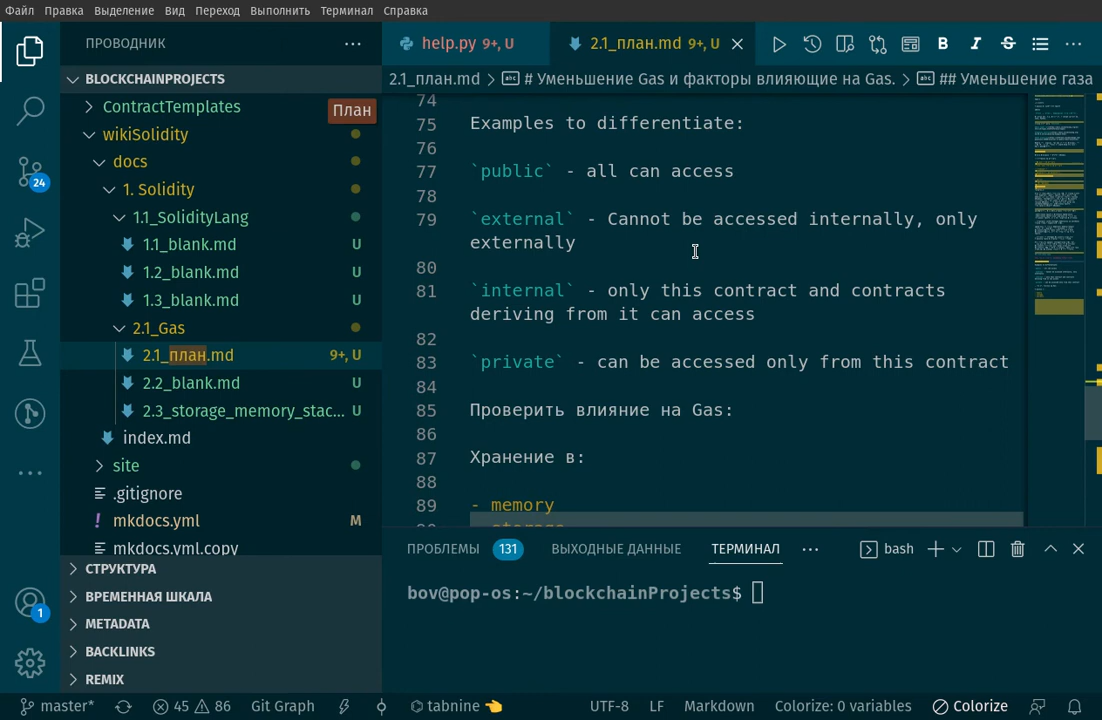 Файл Правка Выделение Вид Переход Выполнить Терминал Справка
ПРОВОДНИК
help.py 9+, U
2.1_план.md 9+, U
B I S
BLOCKCHAINPROJECTS
2.1_план.md > # Уменьшение Gas и факторы влияющие на Gas. > ## Уменьшение газа
ContractTemplates
План
wikiSolidity
docs
1. Solidity
1.1_SolidityLang
1.1_blank.md U
1.2_blank.md U
1.3_blank.md U
2.1_Gas
2.1_план.md 9+, U
2.2_blank.md U
2.3_storage_memory_stac... U
index.md
site
.gitignore
mkdocs.yml M
mkdocs.yml.copy
СТРУКТУРА
ВРЕМЕННАЯ ШКАЛА
METADATA
BACKLINKS
REMIX
24
1
74
75 Examples to differentiate:
76
77 `public` - all can access
78
79 `external` - Cannot be accessed internally, only
externally
80
81 `internal` - only this contract and contracts
deriving from it can access
82
83 `private` - can be accessed only from this contract
84
85 Проверить влияние на Gas:
86
87 Хранение в:
88
89 - memory
90 - storage
ПРОБЛЕМЫ 131 ВЫХОДНЫЕ ДАННЫЕ ТЕРМИНАЛ bash
bov@pop-os:~/blockchainProjects$
master* 45 86 Git Graph tabnine UTF-8 LF Markdown Colorize: 0 variables Colorize